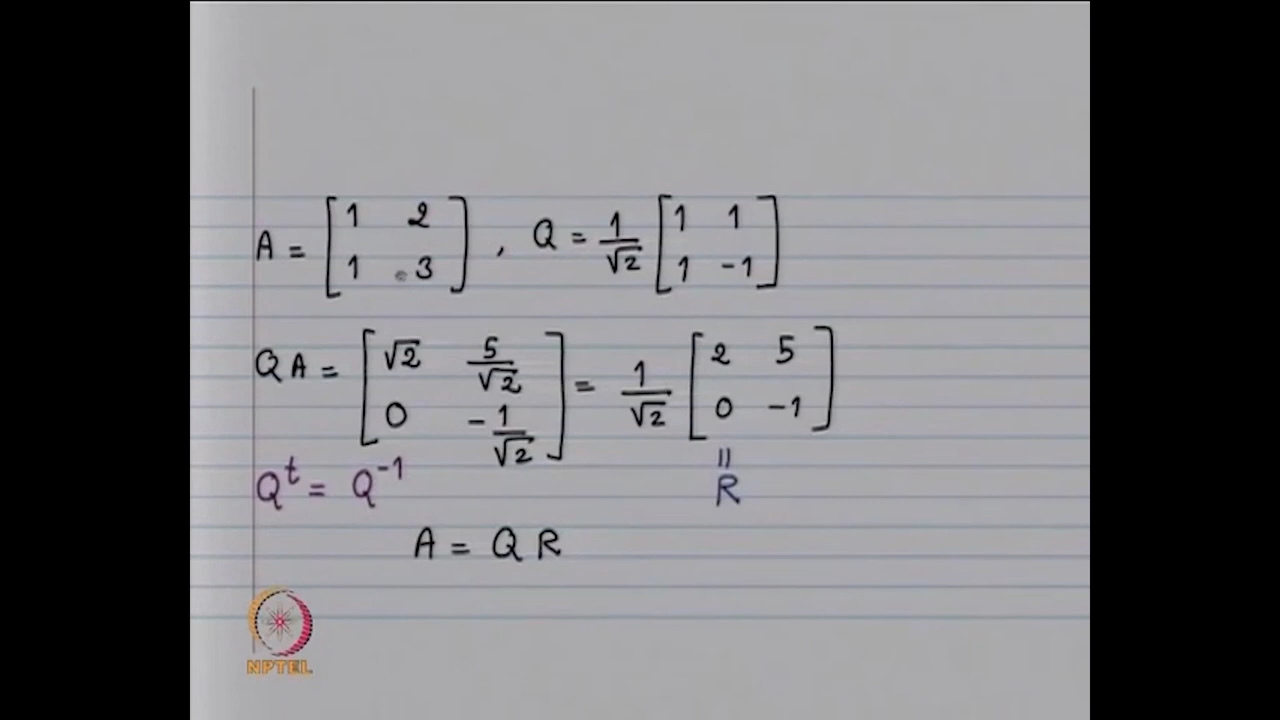 A = [ 1 2 ; 1 3 ] , Q = 1/√2 [ 1 1 ; 1 -1 ]
QA = [ √2 5/√2 ; 0 -1/√2 ] = 1/√2 [ 2 5 ; 0 -1 ]
=
R
Qᵗ = Q⁻¹
A = QR
NPTEL